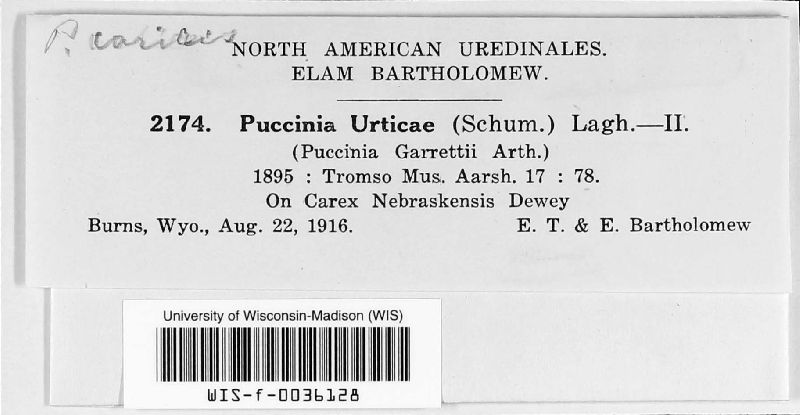 P. caricis
NORTH AMERICAN UREDINALES.
ELAM BARTHOLOMEW.
2174. Puccinia Urticae (Schum.) Lagh.—II.
(Puccinia Garrettii Arth.)
1895 : Tromso Mus. Aarsh. 17 : 78.
On Carex Nebraskensis Dewey
Burns, Wyo., Aug. 22, 1916. E. T. & E. Bartholomew
University of Wisconsin-Madison (WIS)
WIS-f-0036128